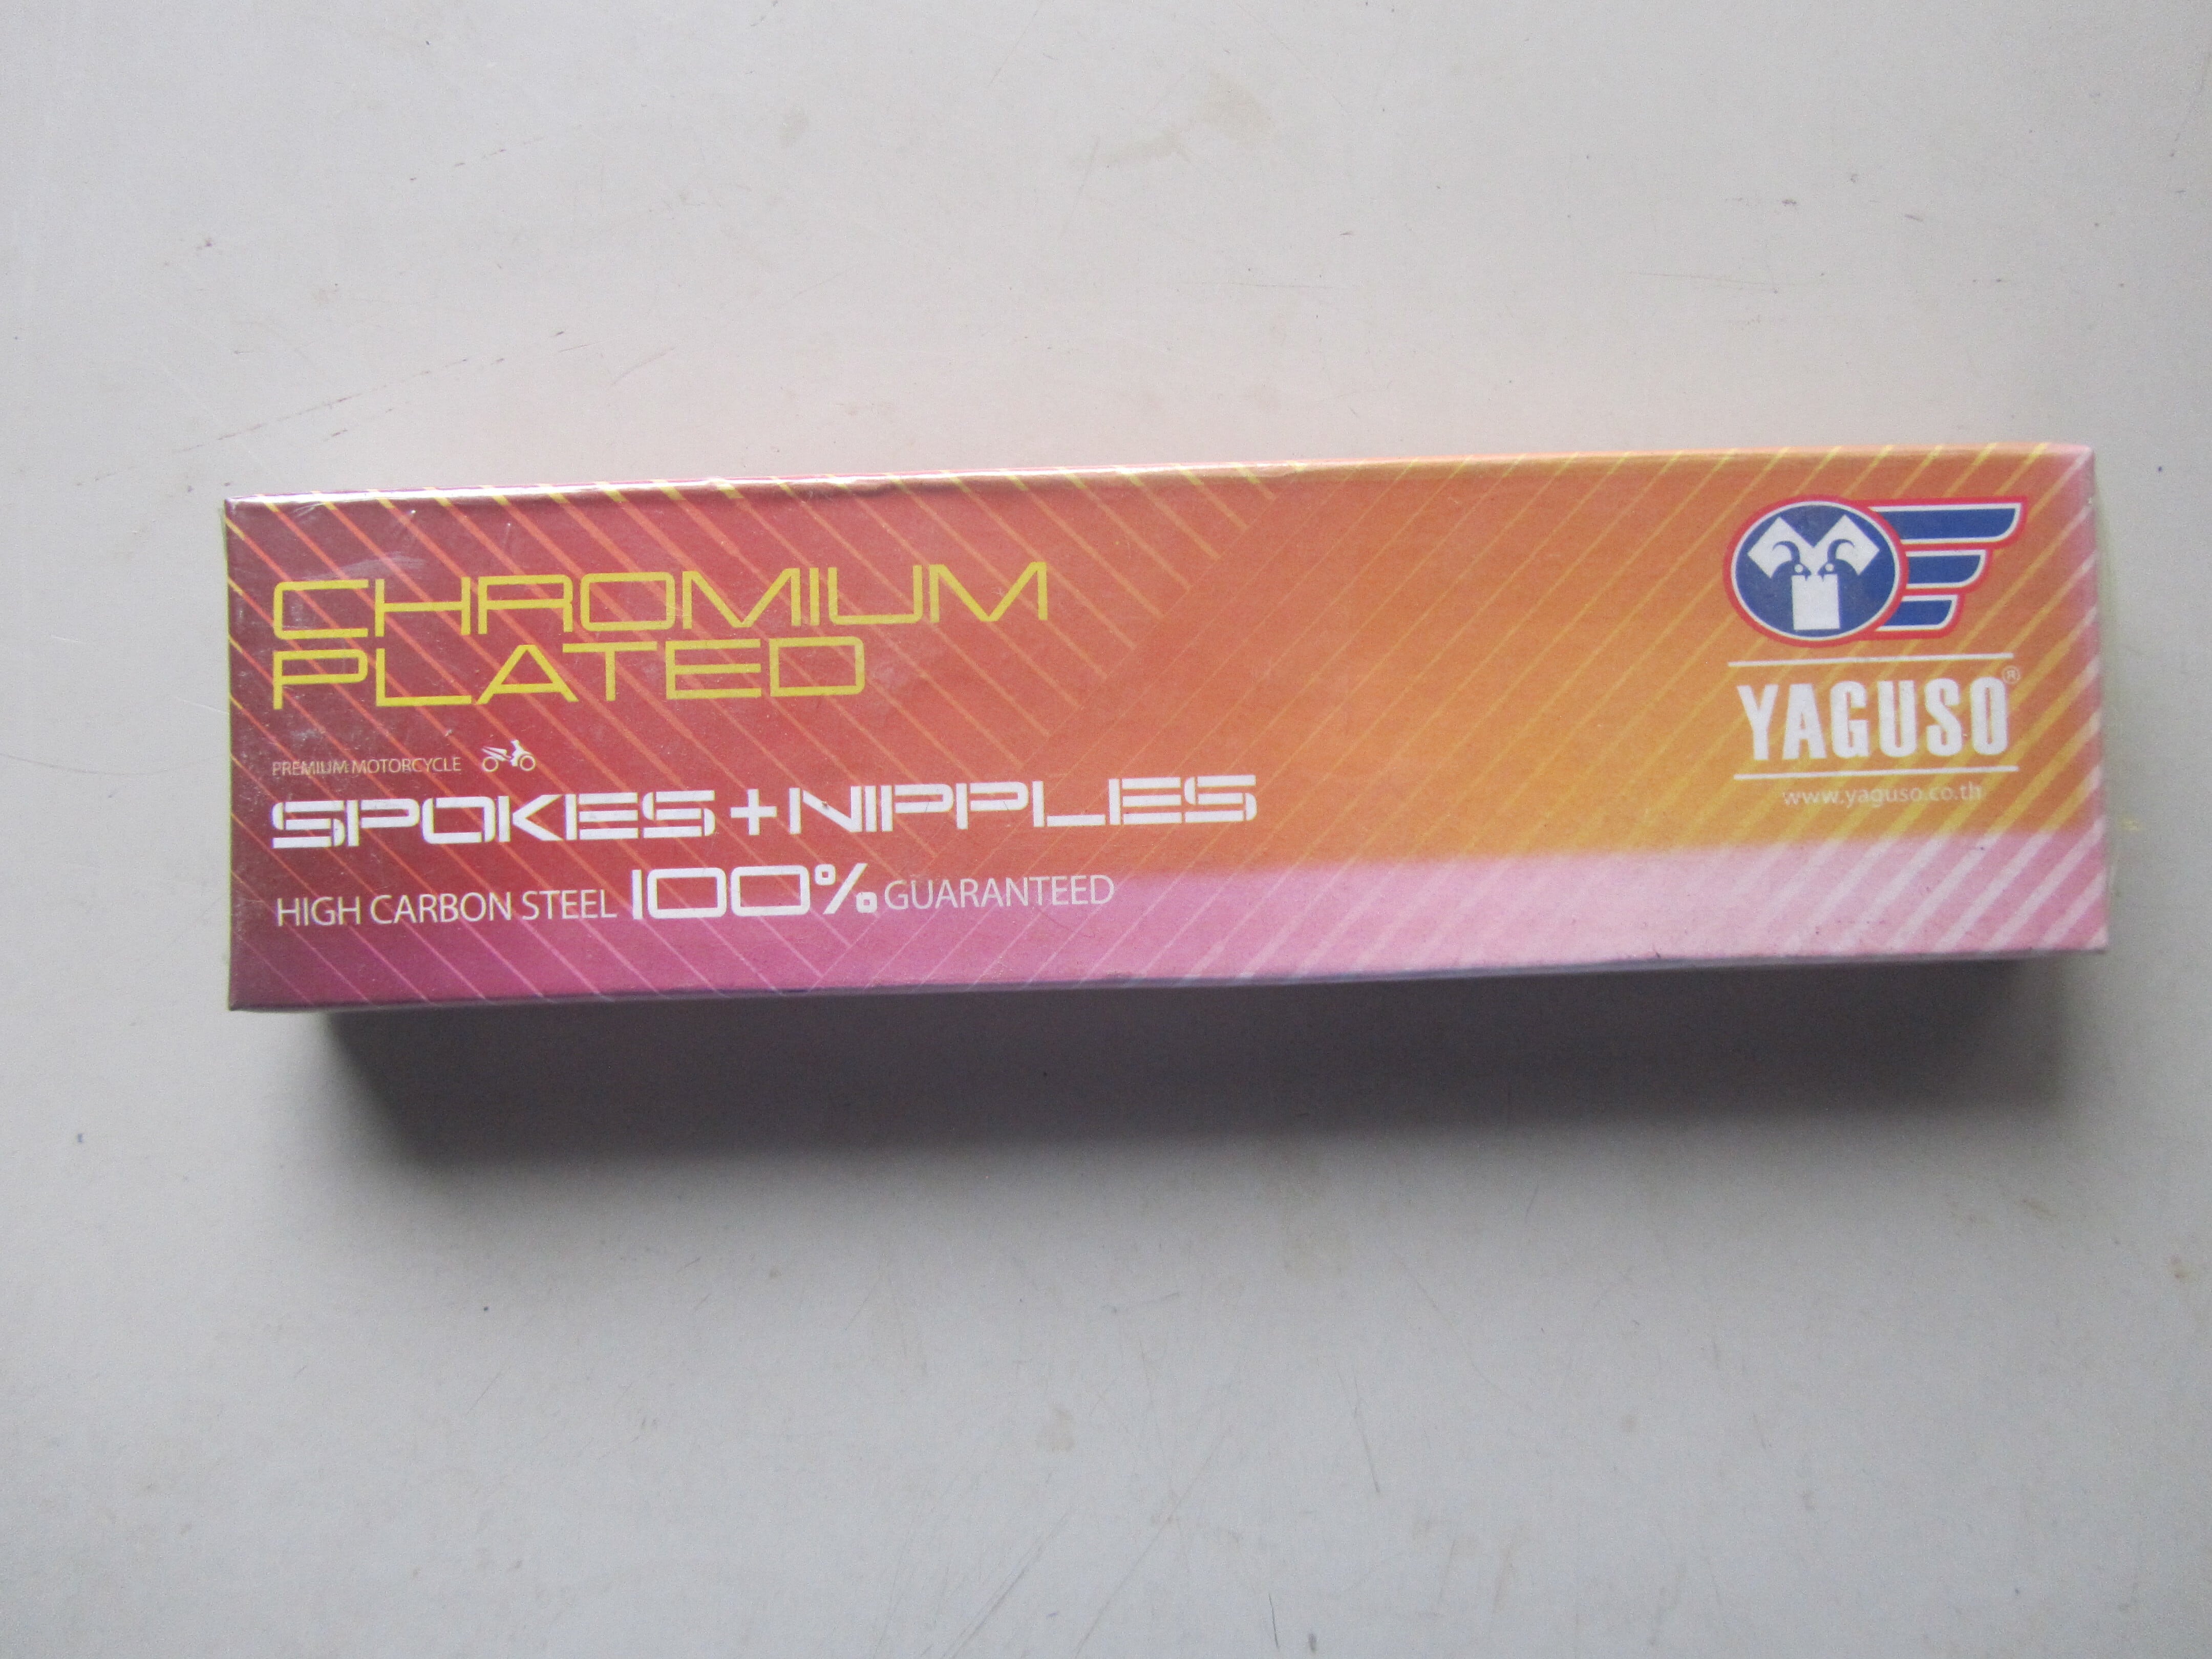 CHROMIUM
PLATED
PREMIUM MOTORCYCLE
SPOKES + NIPPLES
HIGH CARBON STEEL 100% GUARANTEED
YAGUSO®
www.yaguso.co.th